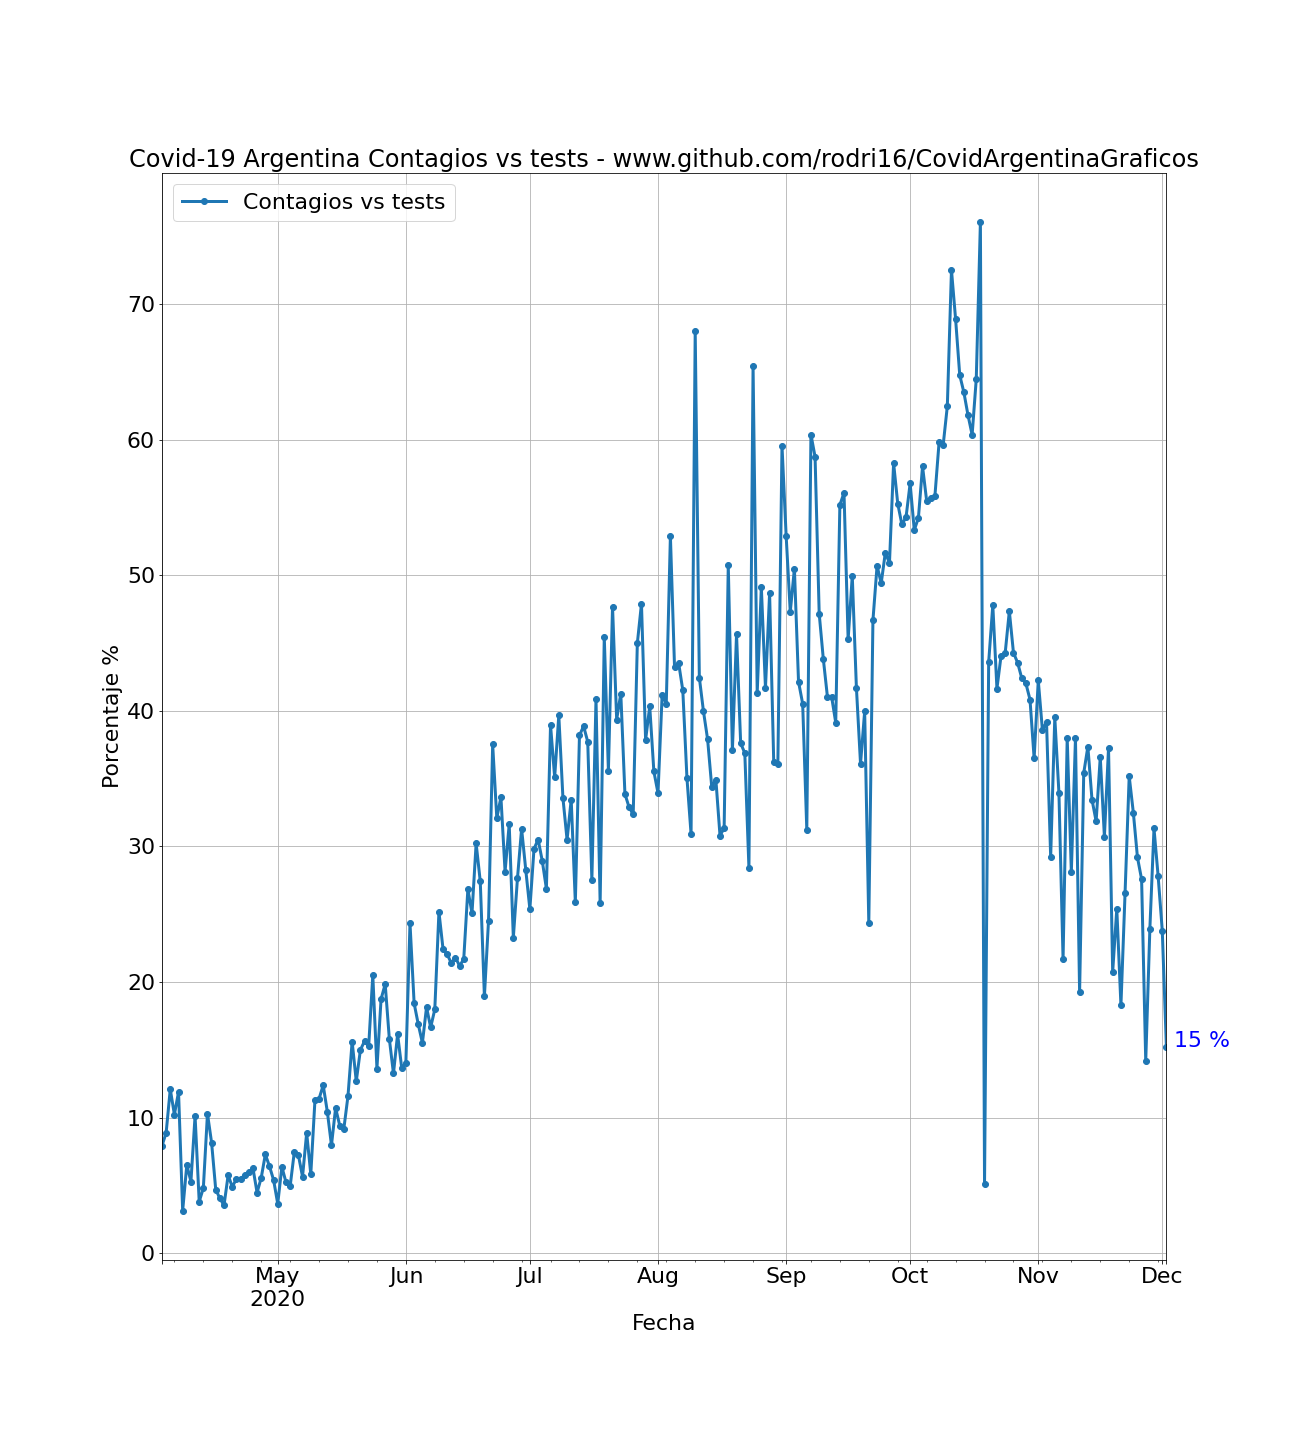 Covid-19 Argentina Contagios vs tests - www.github.com/rodri16/CovidArgentinaGraficos
Contagios vs tests
70
60
50
40
30
20
10
0
Porcentaje %
15 %
May Jun Jul Aug Sep Oct Nov Dec
2020
Fecha